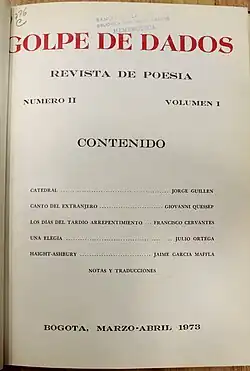 GOLPE DE DADOS
REVISTA DE POESIA
NUMERO II VOLUMEN I
CONTENIDO
CATEDRAL ... JORGE GUILLEN
CANTO DEL EXTRANJERO ... GIOVANNI QUESSEP
LOS DÍAS DEL TARDIO ARREPENTIMIENTO ... FRANCISCO CERVANTES
UNA ELEGIA ... JULIO ORTEGA
HAIGHT-ASHBURY ... JAIME GARCIA MAFFLA
NOTAS Y TRADUCCIONES
BOGOTA, MARZO-ABRIL 1973